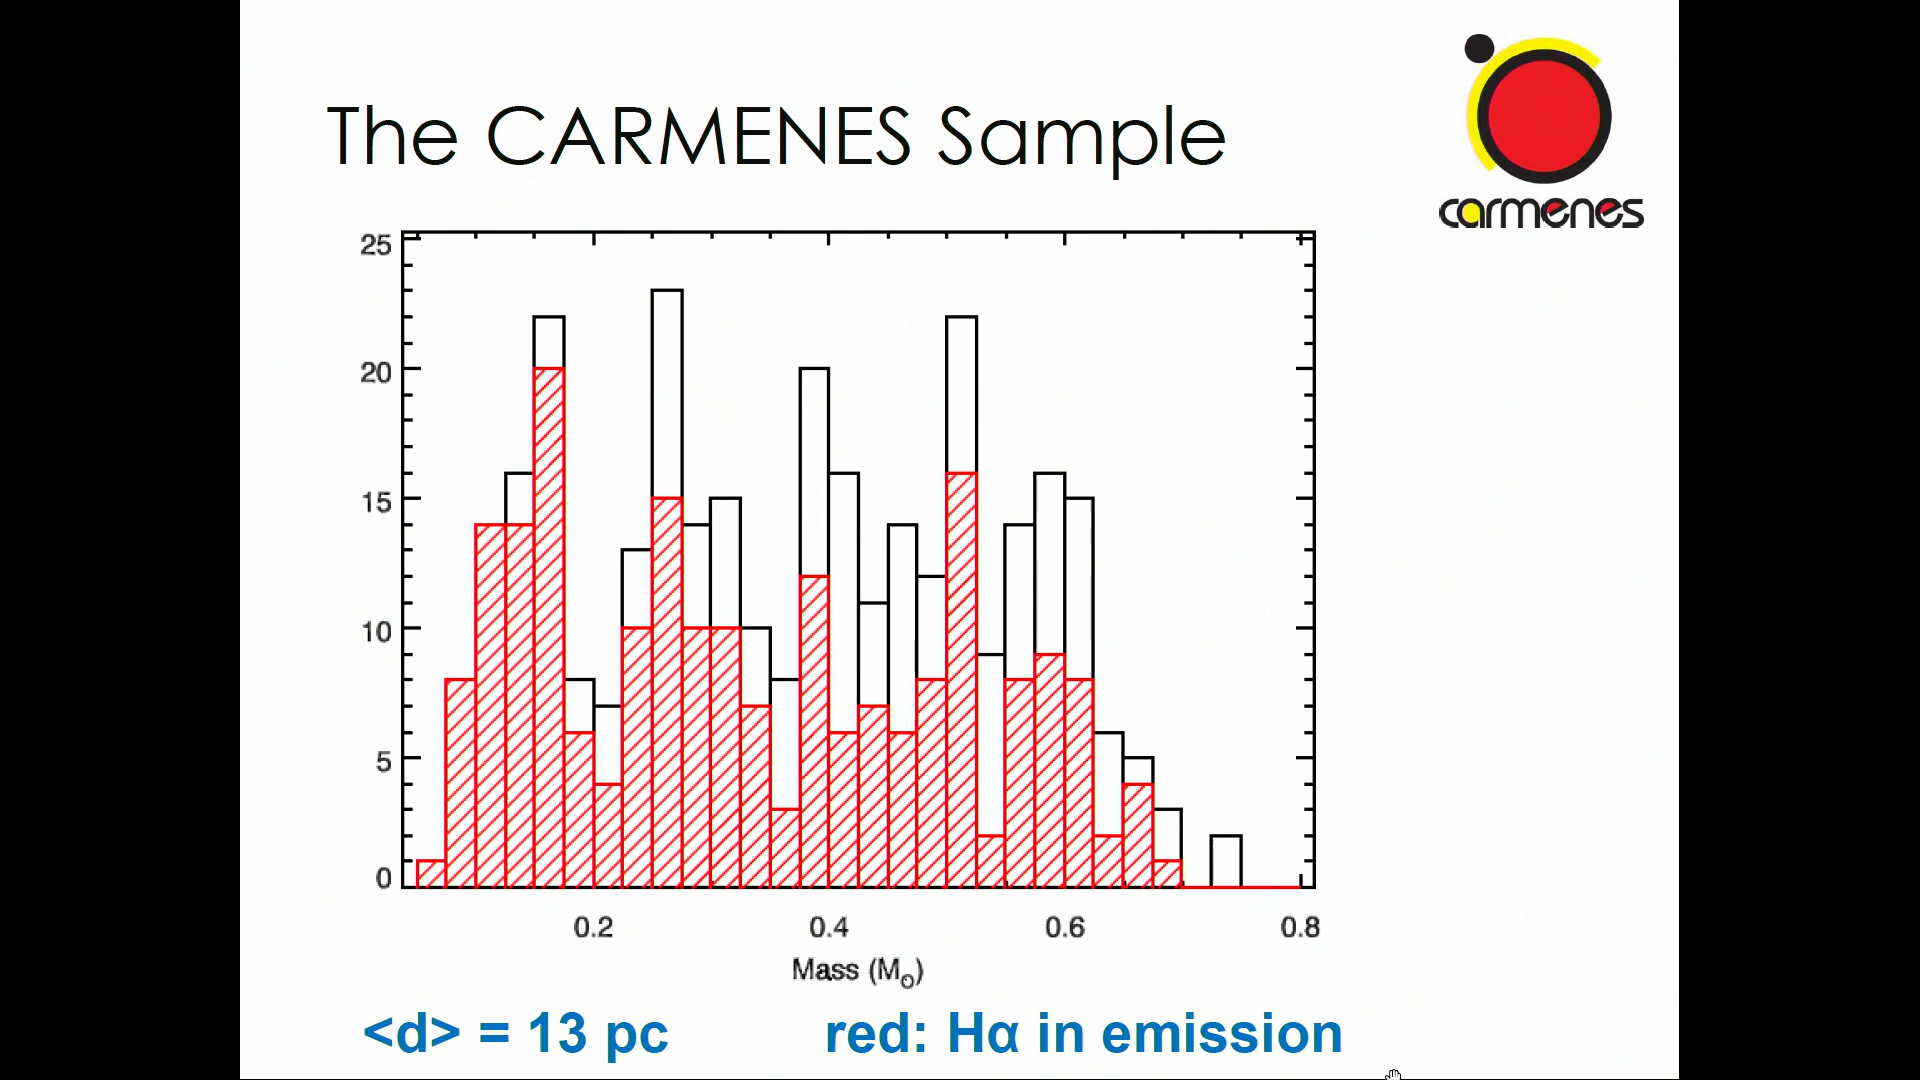 The CARMENES Sample
carmenes
25
20
15
10
5
0
0.2 0.4 0.6 0.8
Mass (M₀)
<d> = 13 pc red: Hα in emission